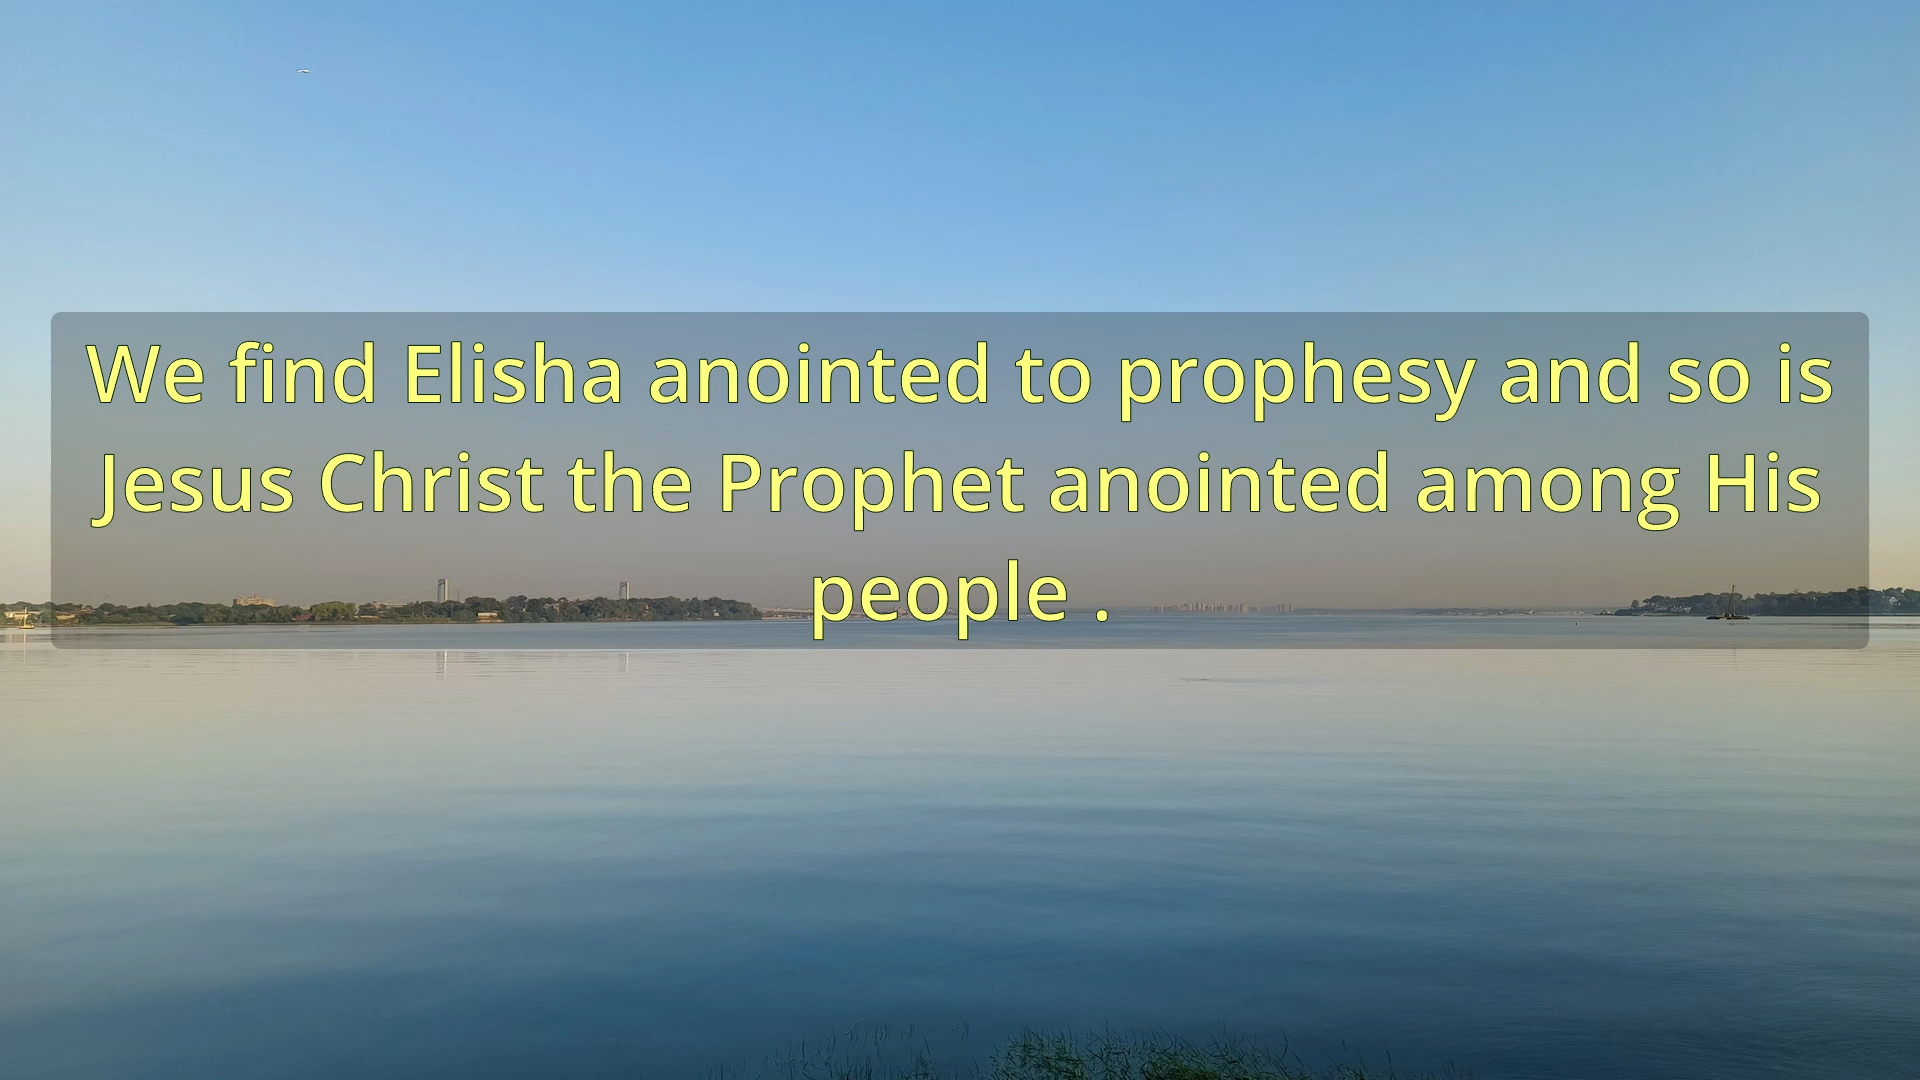 We find Elisha anointed to prophesy and so is
Jesus Christ the Prophet anointed among His
people .